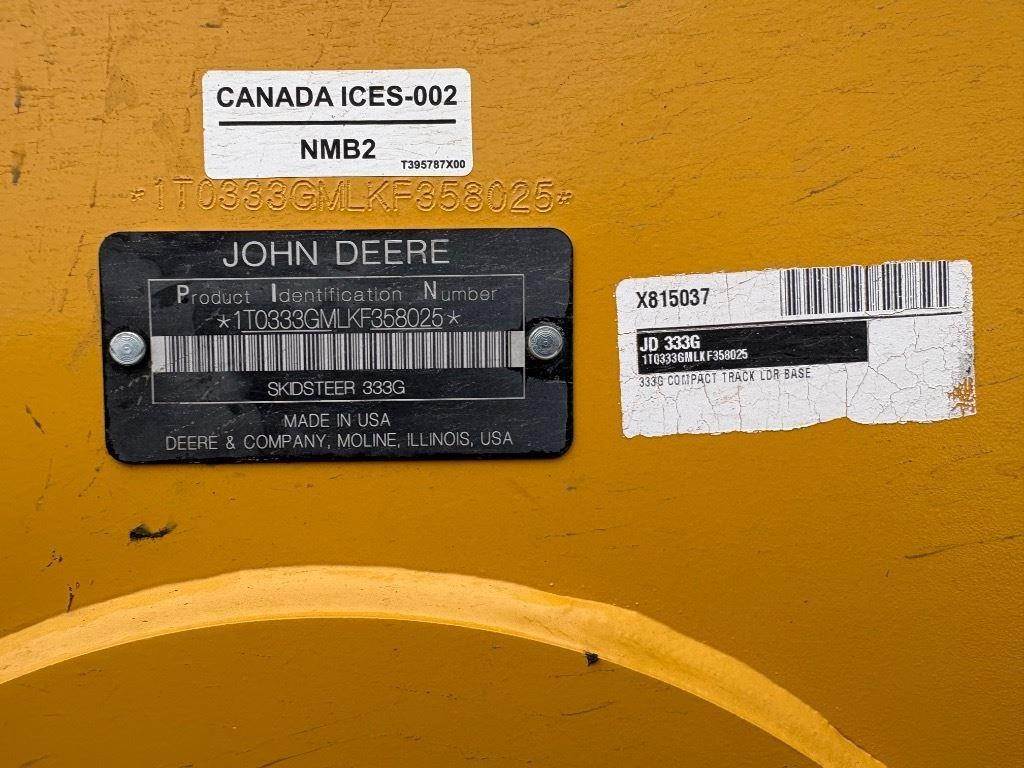 CANADA ICES-002
NMB2
T395787X00
*1T0333GMLKF358025*
JOHN DEERE
Product Identification Number
*1T0333GMLKF358025*
SKIDSTEER 333G
MADE IN USA
DEERE & COMPANY, MOLINE, ILLINOIS, USA
X815037
JD 333G
1T0333GMLKF358025
333G COMPACT TRACK LDR BASE